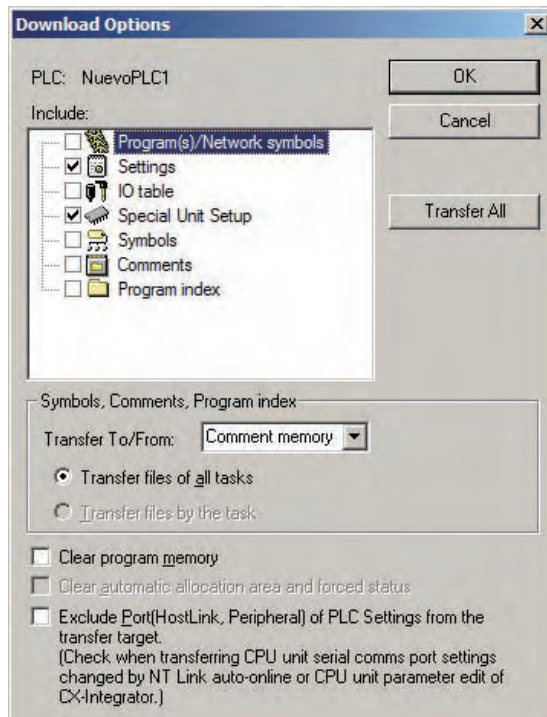 Download Options
PLC: NuevoPLC1
OK
Include:
Cancel
Program(s)/Network symbols
Settings
IO table
Special Unit Setup
Transfer All
Symbols
Comments
Program index
Symbols, Comments, Program index
Transfer To/From: Comment memory
Transfer files of all tasks
Transfer files by the task
Clear program memory
Clear automatic allocation area and forced status
Exclude Port(HostLink, Peripheral) of PLC Settings from the
transfer target.
(Check when transferring CPU unit serial comms port settings
changed by NT Link auto-online or CPU unit parameter edit of
CX-Integrator.)